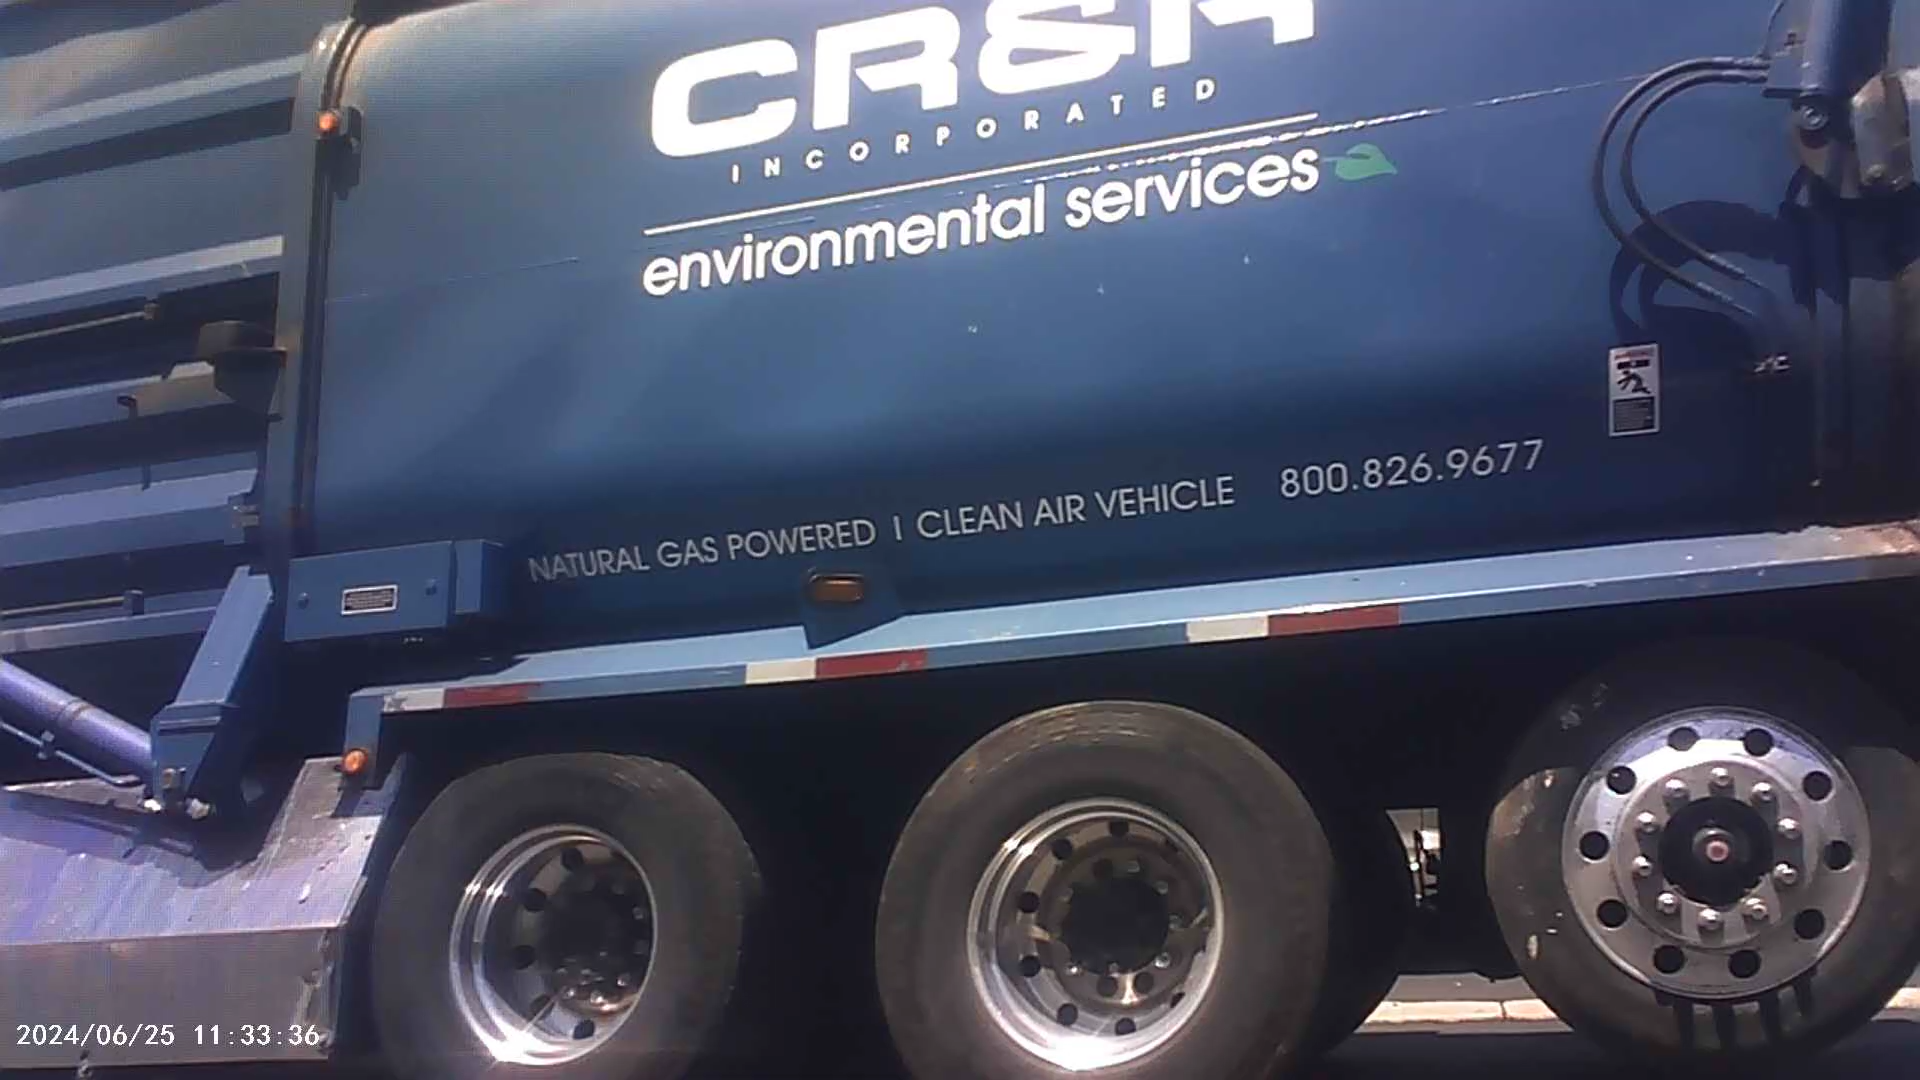 CR&R
INCORPORATED
environmental services
NATURAL GAS POWERED | CLEAN AIR VEHICLE 800.826.9677
2024/06/25 11:33:36